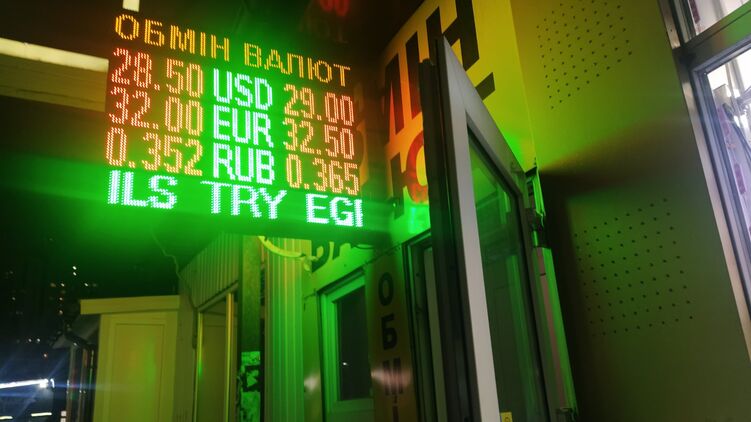 ОБМІН ВАЛЮТ
28.50 USD 29.00
32.00 EUR 32.50
0.352 RUB 0.365
ILS TRY EGI
ОБМІ